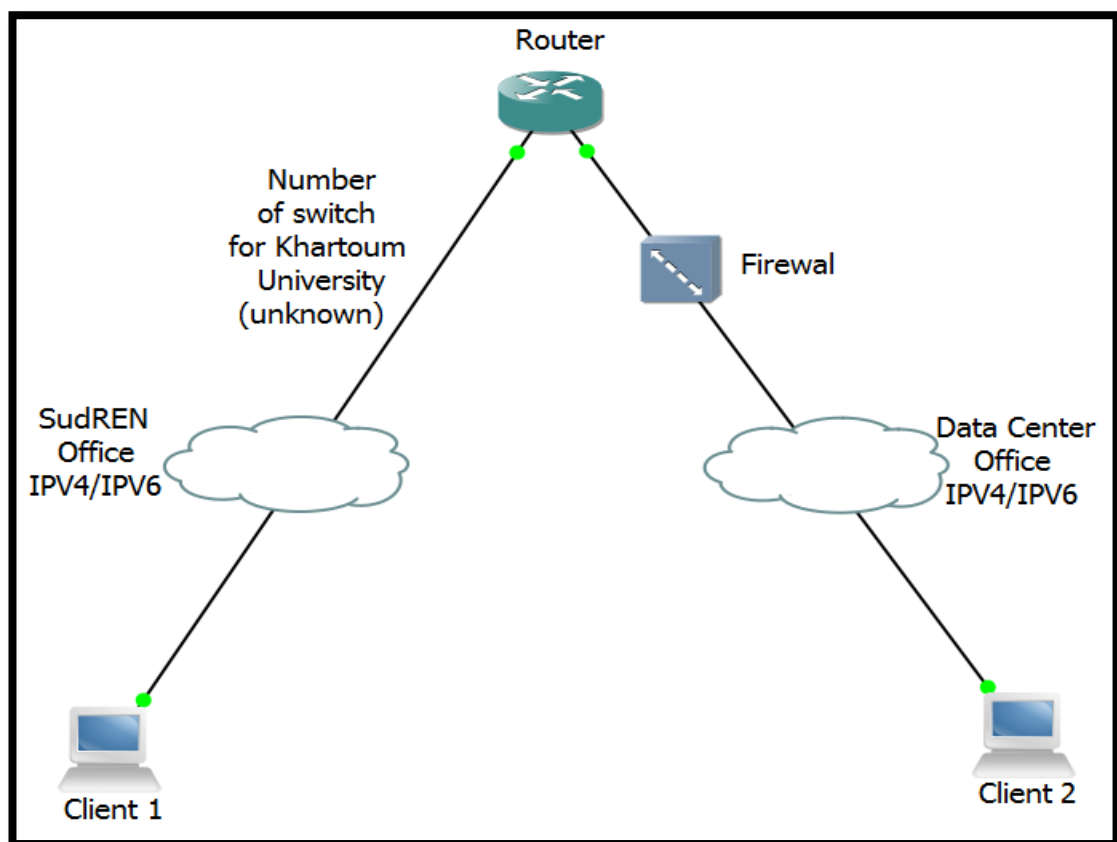 Router
Number
of switch
for Khartoum
University
(unknown)
Firewal
SudREN
Office
IPV4/IPV6
Data Center
Office
IPV4/IPV6
Client 1
Client 2